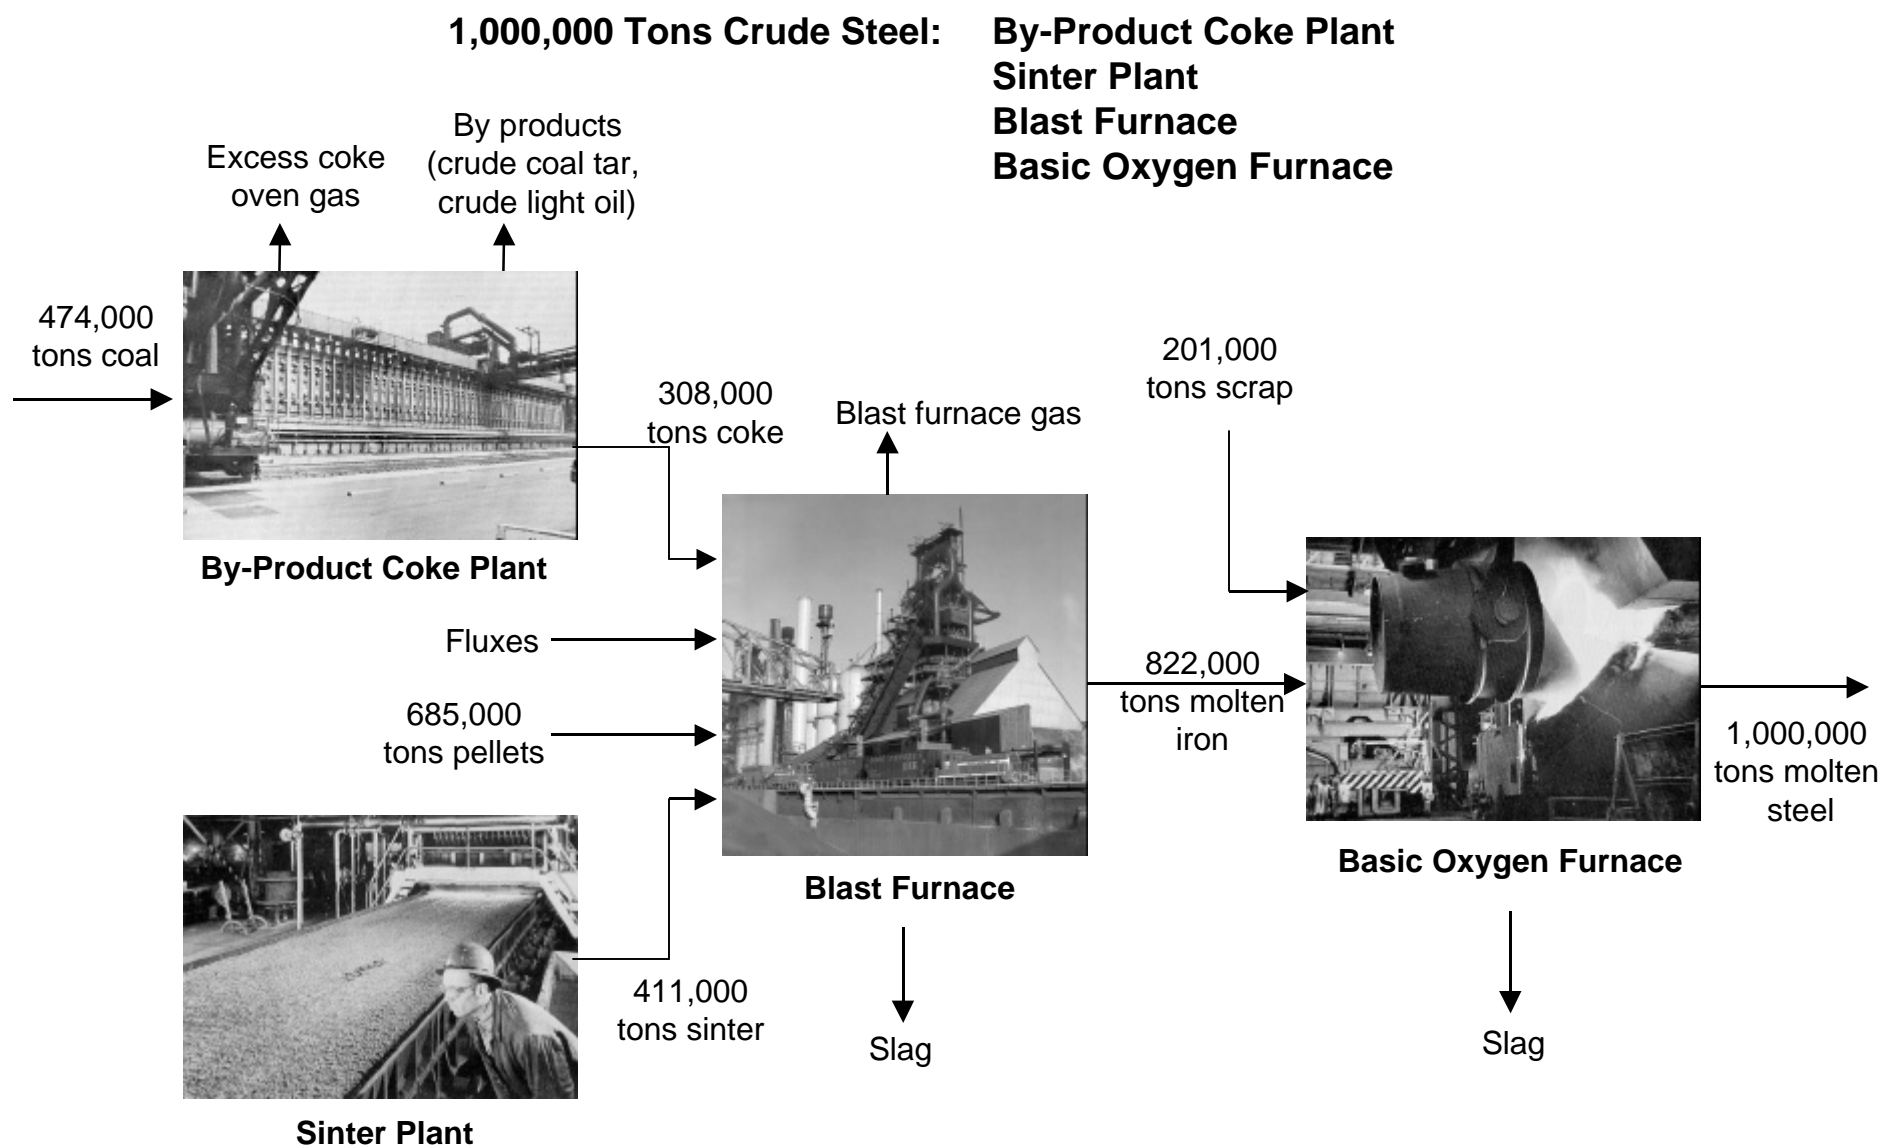 1,000,000 Tons Crude Steel:
By-Product Coke Plant
Sinter Plant
Blast Furnace
Basic Oxygen Furnace
Excess coke
oven gas
By products
(crude coal tar,
crude light oil)
474,000
tons coal
By-Product Coke Plant
308,000
tons coke
Blast furnace gas
201,000
tons scrap
Fluxes
685,000
tons pellets
822,000
tons molten
iron
1,000,000
tons molten
steel
Blast Furnace
Basic Oxygen Furnace
411,000
tons sinter
Slag
Slag
Sinter Plant